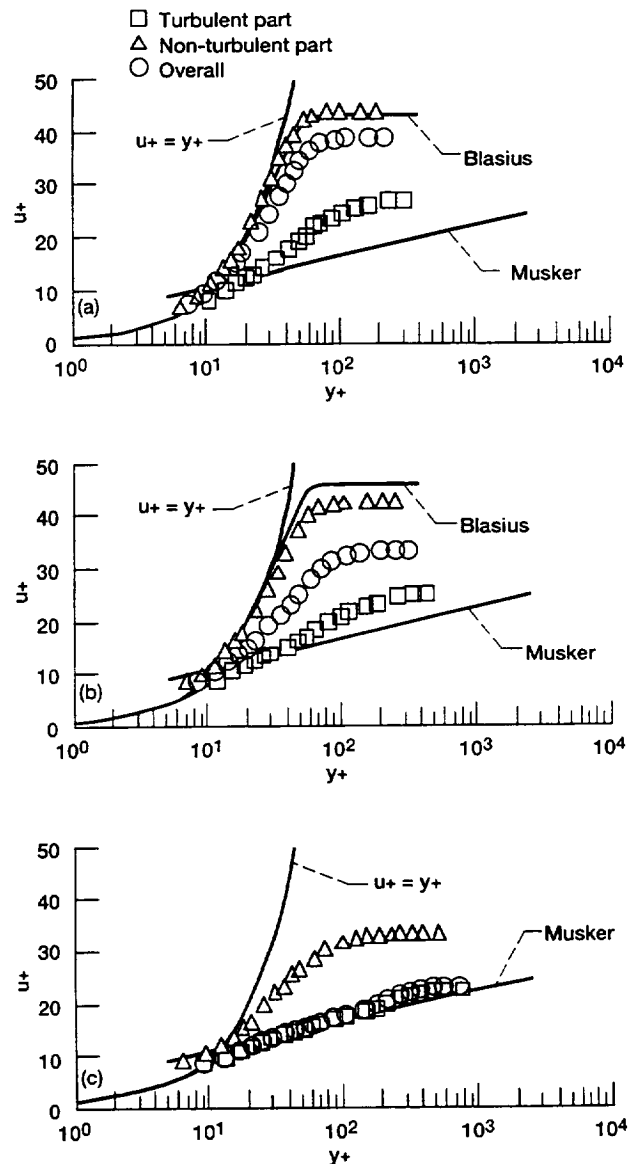 Turbulent part
Non-turbulent part
Overall
50
40
30
20
10
0
u+
u+ = y+
Blasius
Musker
(a)
10⁰ 10¹ 10² 10³ 10⁴
y+
50
40
30
20
10
0
u+
u+ = y+
Blasius
Musker
(b)
10⁰ 10¹ 10² 10³ 10⁴
y+
50
40
30
20
10
0
u+
u+ = y+
Musker
(c)
10⁰ 10¹ 10² 10³ 10⁴
y+